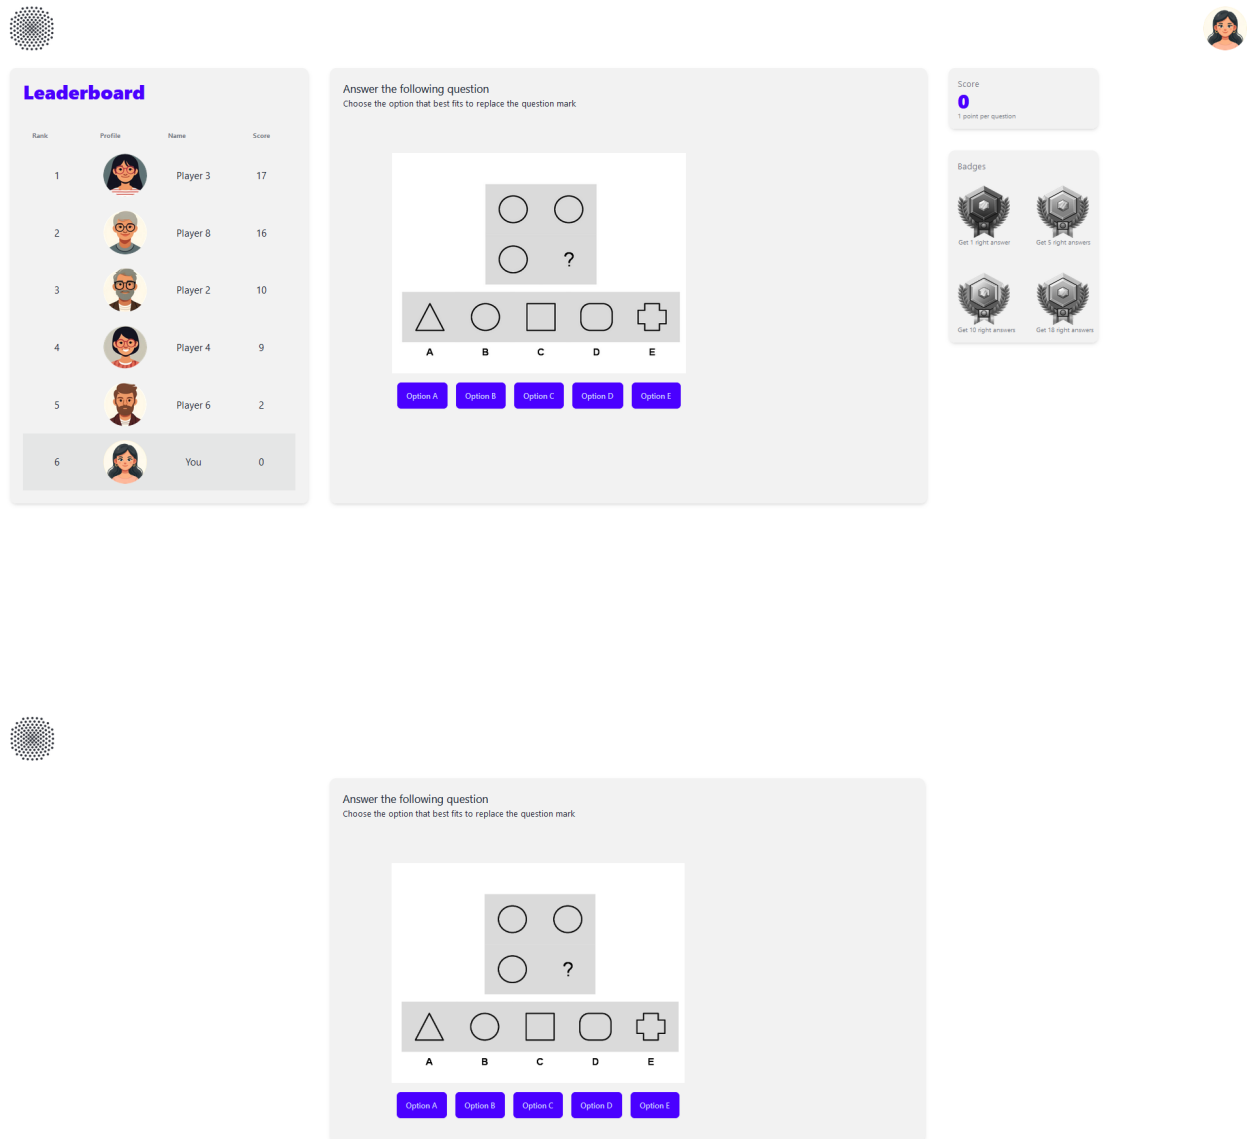 Leaderboard
Rank Profile Name Score
1 Player 3 17
2 Player 8 16
3 Player 2 10
4 Player 4 9
5 Player 6 2
6 You 0
Answer the following question
Choose the option that best fits to replace the question mark
?
A B C D E
Option A Option B Option C Option D Option E
Score
0
1 point per question
Badges
Get 1 right answer Get 5 right answers
Get 10 right answers Get 18 right answers
Answer the following question
Choose the option that best fits to replace the question mark
?
A B C D E
Option A Option B Option C Option D Option E